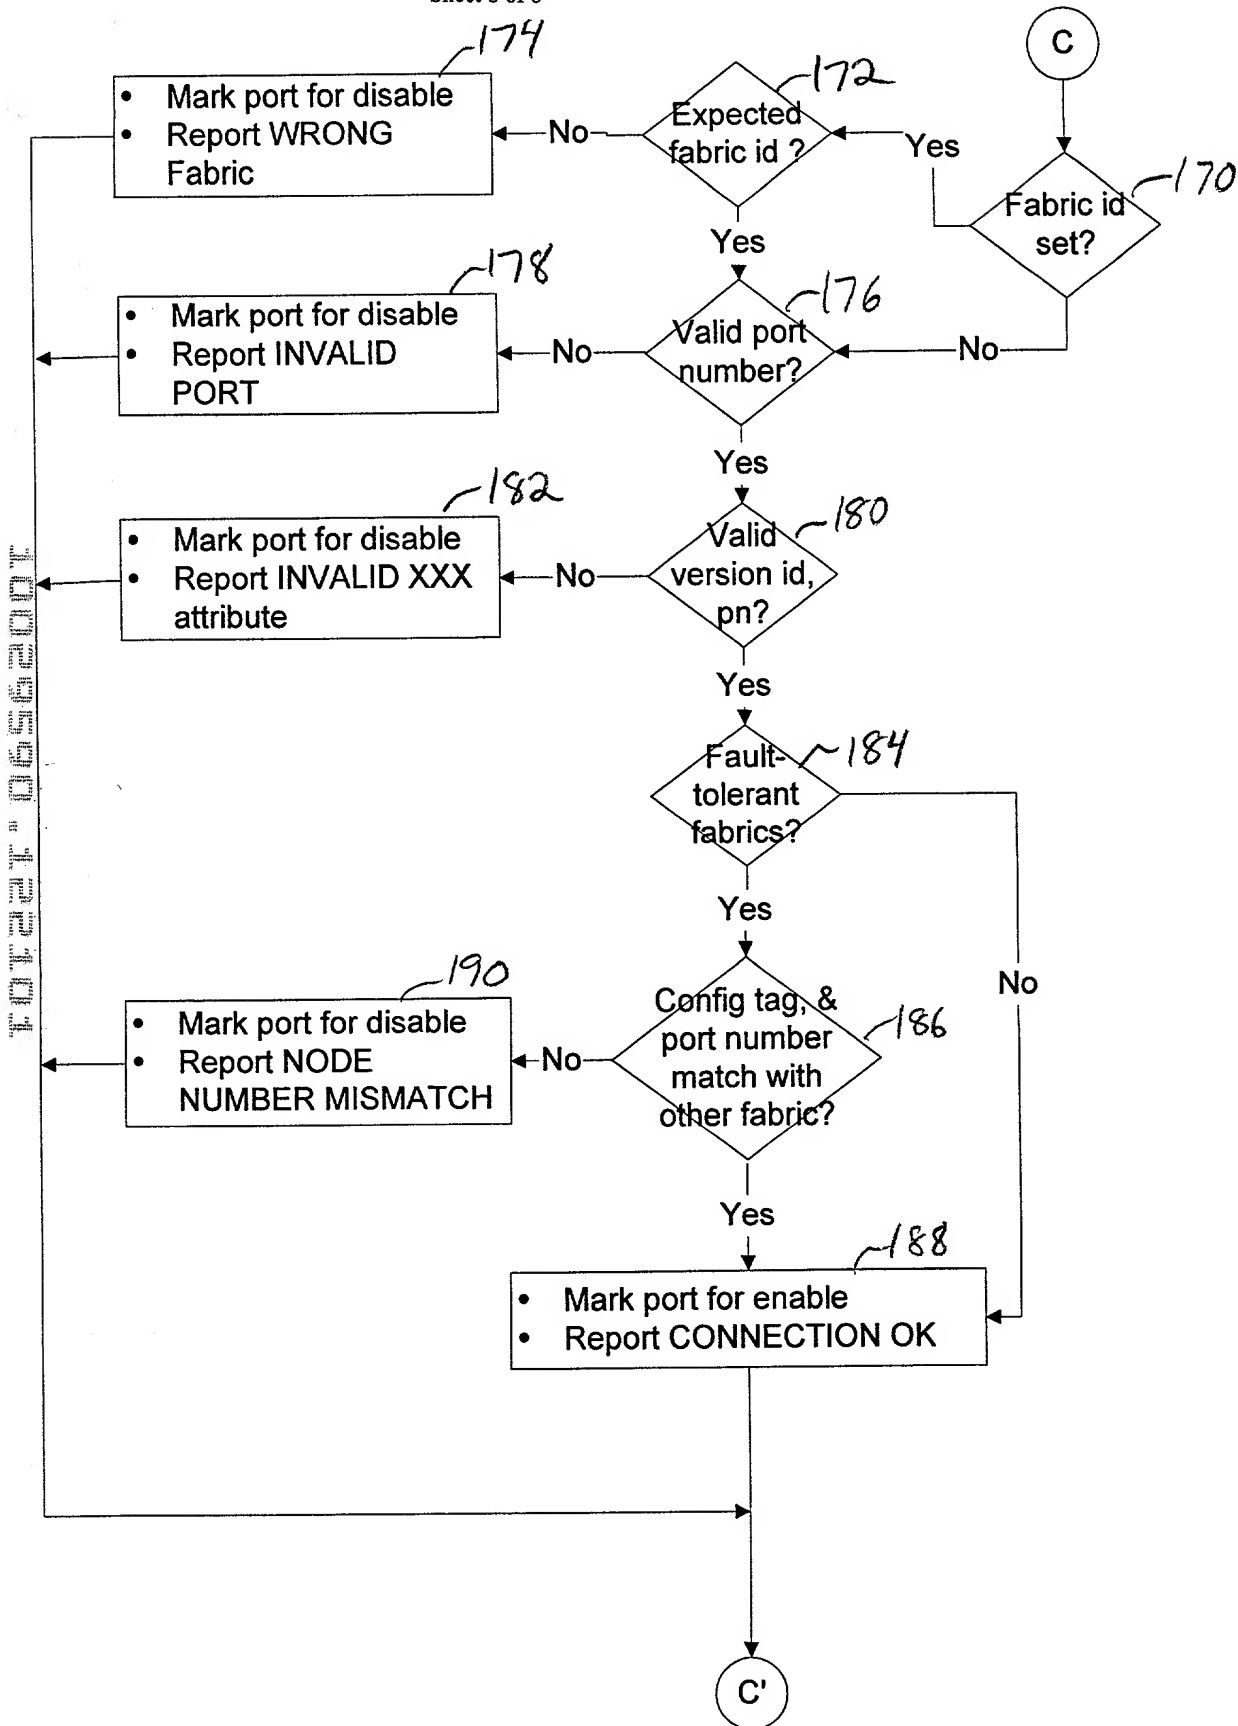 C
170
Fabric id
set?
Yes
No
172
Expected
fabric id ?
No
Yes
174
• Mark port for disable
• Report WRONG
Fabric
176
Valid port
number?
No
Yes
178
• Mark port for disable
• Report INVALID
PORT
180
Valid
version id,
pn?
No
Yes
182
• Mark port for disable
• Report INVALID XXX
attribute
184
Fault-
tolerant
fabrics?
Yes
No
186
Config tag, &
port number
match with
other fabric?
No
Yes
190
• Mark port for disable
• Report NODE
NUMBER MISMATCH
188
• Mark port for enable
• Report CONNECTION OK
C'
10029590.122101